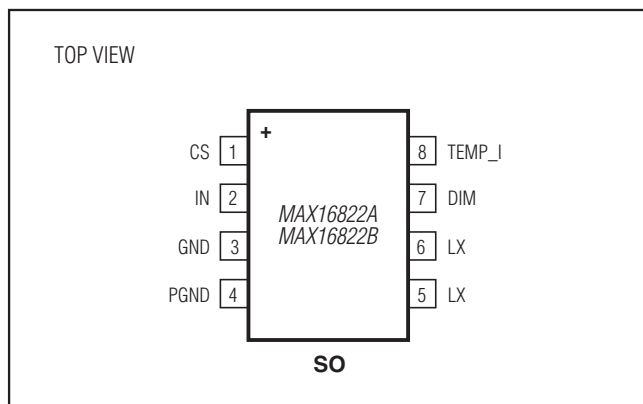 TOP VIEW
+
CS 1
8 TEMP_I
IN 2
7 DIM
MAX16822A
MAX16822B
GND 3
6 LX
PGND 4
5 LX
SO